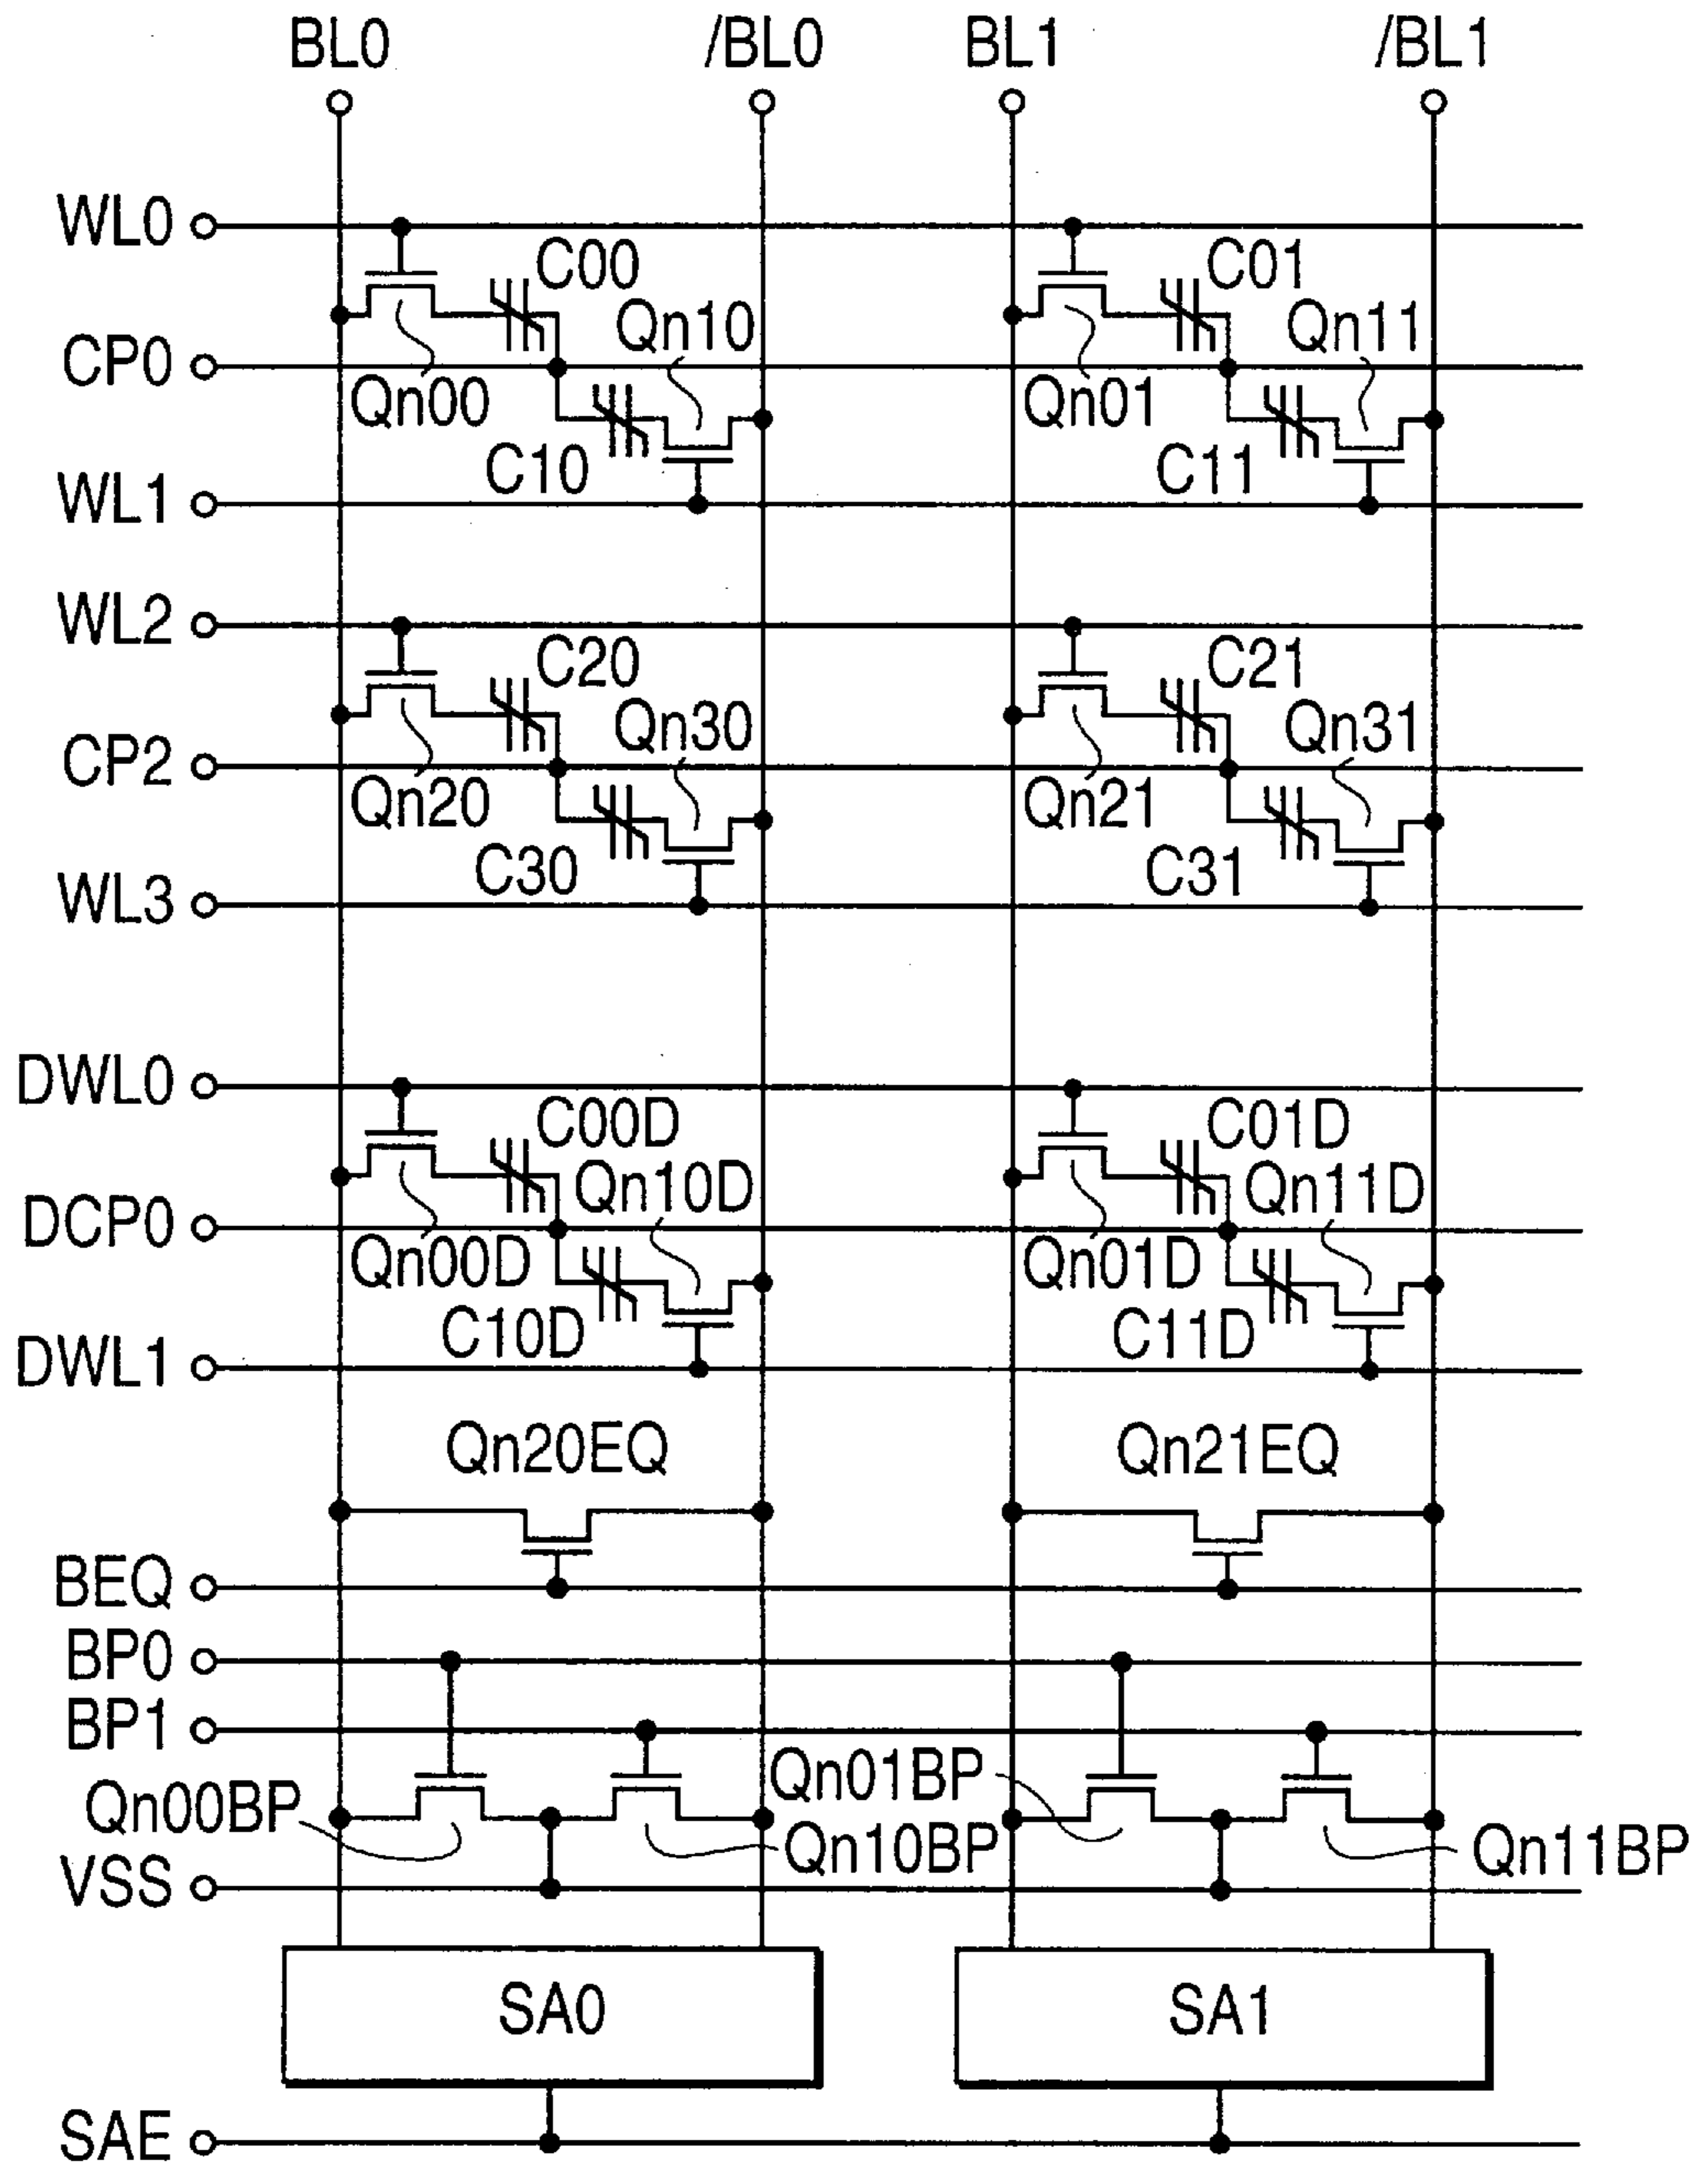 BL0 /BL0 BL1 /BL1
WL0
C00 C01
Qn10 Qn11
CP0
Qn00 Qn01
C10 C11
WL1
WL2
C20 C21
Qn30 Qn31
CP2
Qn20 Qn21
C30 C31
WL3
DWL0
C00D C01D
Qn10D Qn11D
DCP0
Qn00D Qn01D
C10D C11D
DWL1
Qn20EQ Qn21EQ
BEQ
BP0
BP1
Qn01BP
Qn00BP
Qn10BP Qn11BP
VSS
SA0 SA1
SAE